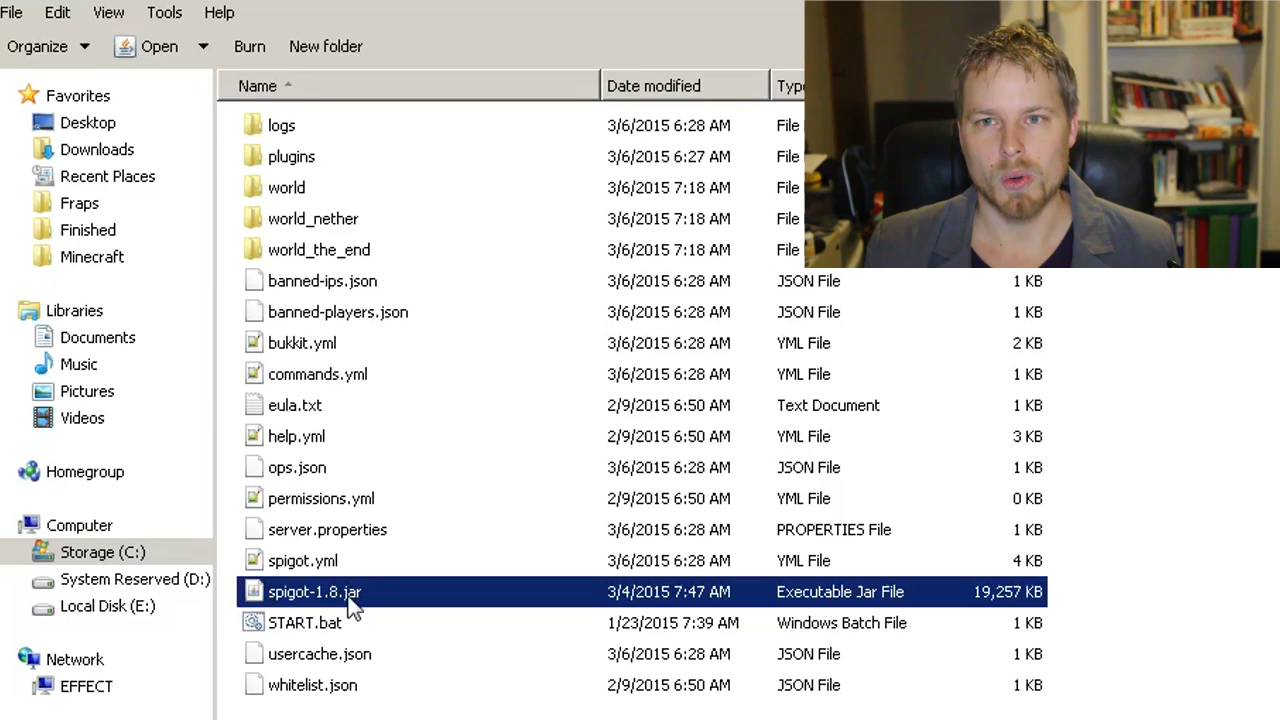 File Edit View Tools Help
Organize Open Burn New folder
Favorites
Desktop
Downloads
Recent Places
Fraps
Finished
Minecraft
Libraries
Documents
Music
Pictures
Videos
Homegroup
Computer
Storage (C:)
System Reserved (D:)
Local Disk (E:)
Network
EFFECT
Name Date modified Type
logs 3/6/2015 6:28 AM File
plugins 3/6/2015 6:27 AM File
world 3/6/2015 7:18 AM File
world_nether 3/6/2015 7:18 AM File
world_the_end 3/6/2015 7:18 AM File
banned-ips.json 3/6/2015 6:28 AM JSON File 1 KB
banned-players.json 3/6/2015 6:28 AM JSON File 1 KB
bukkit.yml 3/6/2015 6:28 AM YML File 2 KB
commands.yml 3/6/2015 6:28 AM YML File 1 KB
eula.txt 2/9/2015 6:50 AM Text Document 1 KB
help.yml 2/9/2015 6:50 AM YML File 3 KB
ops.json 3/6/2015 6:28 AM JSON File 1 KB
permissions.yml 2/9/2015 6:50 AM YML File 0 KB
server.properties 3/6/2015 6:28 AM PROPERTIES File 1 KB
spigot.yml 3/6/2015 6:28 AM YML File 4 KB
spigot-1.8.jar 3/4/2015 7:47 AM Executable Jar File 19,257 KB
START.bat 1/23/2015 7:39 AM Windows Batch File 1 KB
usercache.json 3/6/2015 6:28 AM JSON File 1 KB
whitelist.json 2/9/2015 6:50 AM JSON File 1 KB